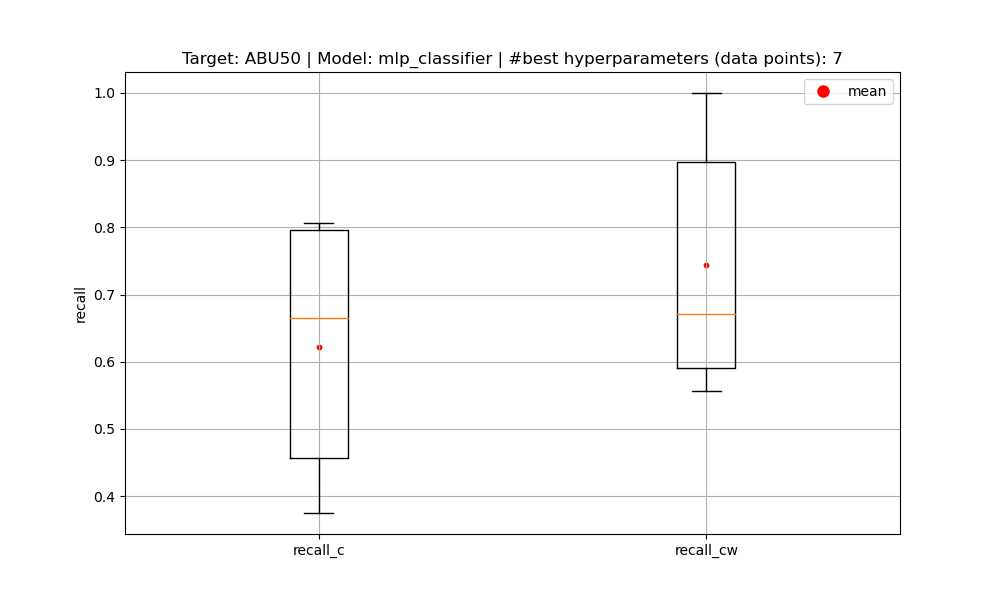 Target: ABU50 | Model: mlp_classifier | #best hyperparameters (data points): 7
mean
1.0
0.9
0.8
0.7
0.6
0.5
0.4
recall
recall_c
recall_cw